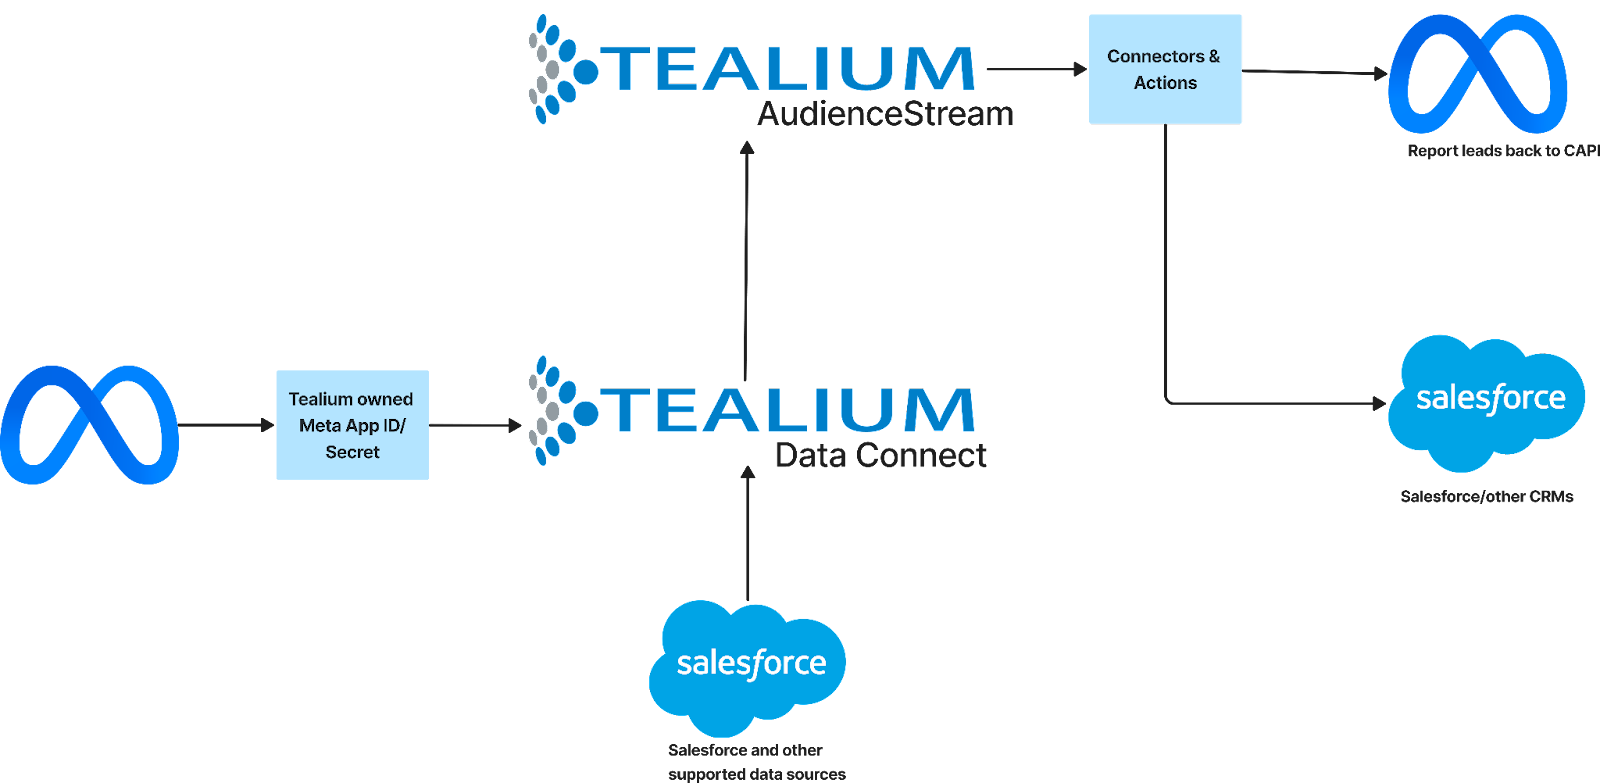 TEALIUM
AudienceStream
Connectors &
Actions
Report leads back to CAPI
Tealium owned
Meta App ID/
Secret
TEALIUM
Data Connect
salesforce
Salesforce/other CRMs
salesforce
Salesforce and other
supported data sources